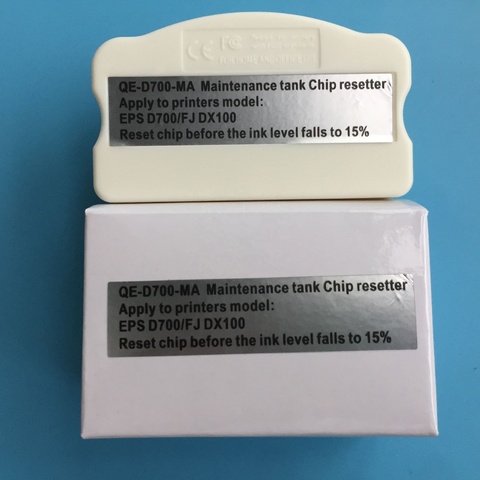 CE FC
QE-D700-MA Maintenance tank Chip resetter
Apply to printers model:
EPS D700/FJ DX100
Reset chip before the ink level falls to 15%
QE-D700-MA Maintenance tank Chip resetter
Apply to printers model:
EPS D700/FJ DX100
Reset chip before the ink level falls to 15%